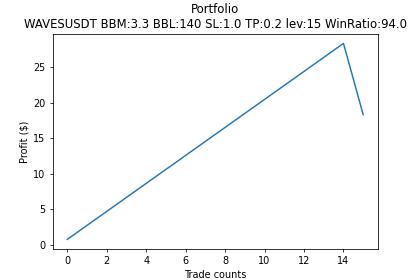 Portfolio
WAVESUSDT BBM:3.3 BBL:140 SL:1.0 TP:0.2 lev:15 WinRatio:94.0
25
20
15
10
5
0
Profit ($)
0 2 4 6 8 10 12 14
Trade counts